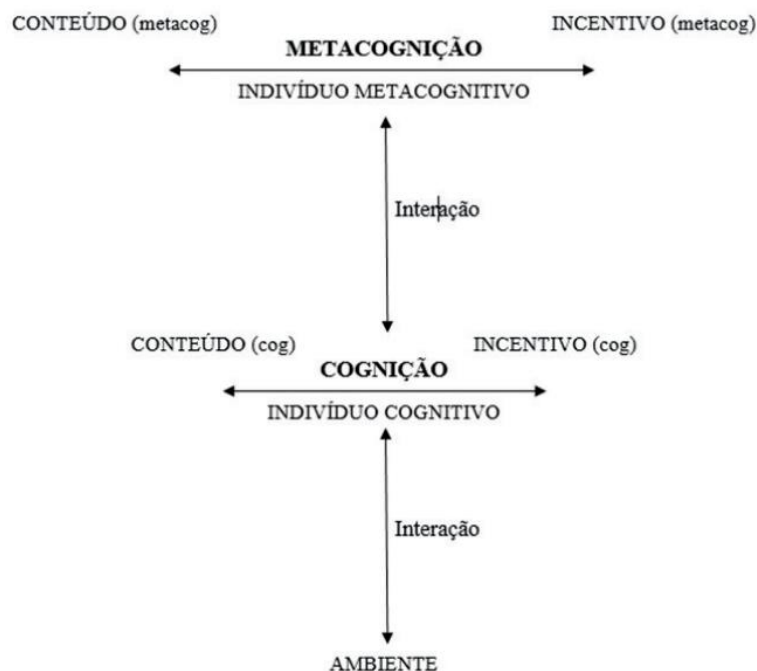 CONTEÚDO (metacog)
INCENTIVO (metacog)
METACOGNIÇÃO
INDIVÍDUO METACOGNITIVO
Interação
CONTEÚDO (cog)
INCENTIVO (cog)
COGNIÇÃO
INDIVÍDUO COGNITIVO
Interação
AMBIENTE